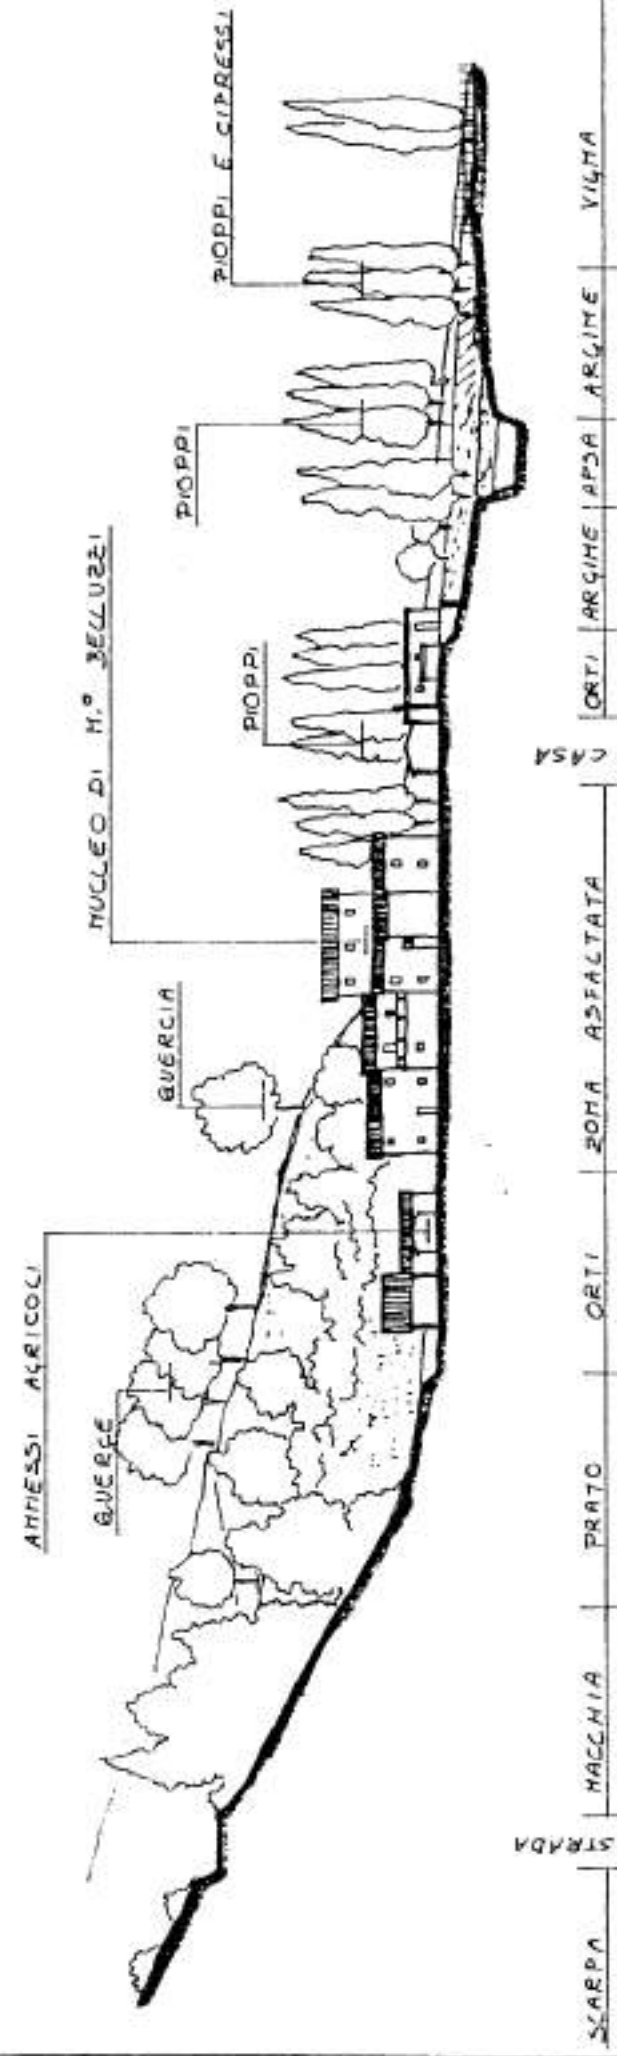 ANNESSI AGRICOLI
QUERCE
QUERCIA
NUCLEO DI M.º BELLUZZI
PIOPPI
PIOPPI
PIOPPI E CIPRESSI
SCARPA
STRADA
MACCHIA
PRATO
ORTI
ZONA ASFALTATA
CASA
ORTI
ARGINE
APSA
ARGINE
VIGNA